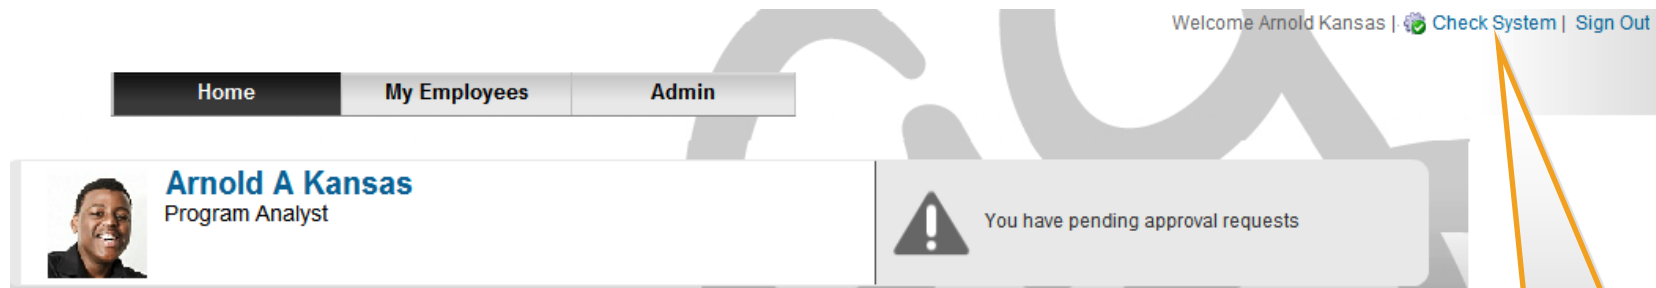 Welcome Arnold Kansas | Check System | Sign Out
Home My Employees Admin
Arnold A Kansas
Program Analyst
You have pending approval requests